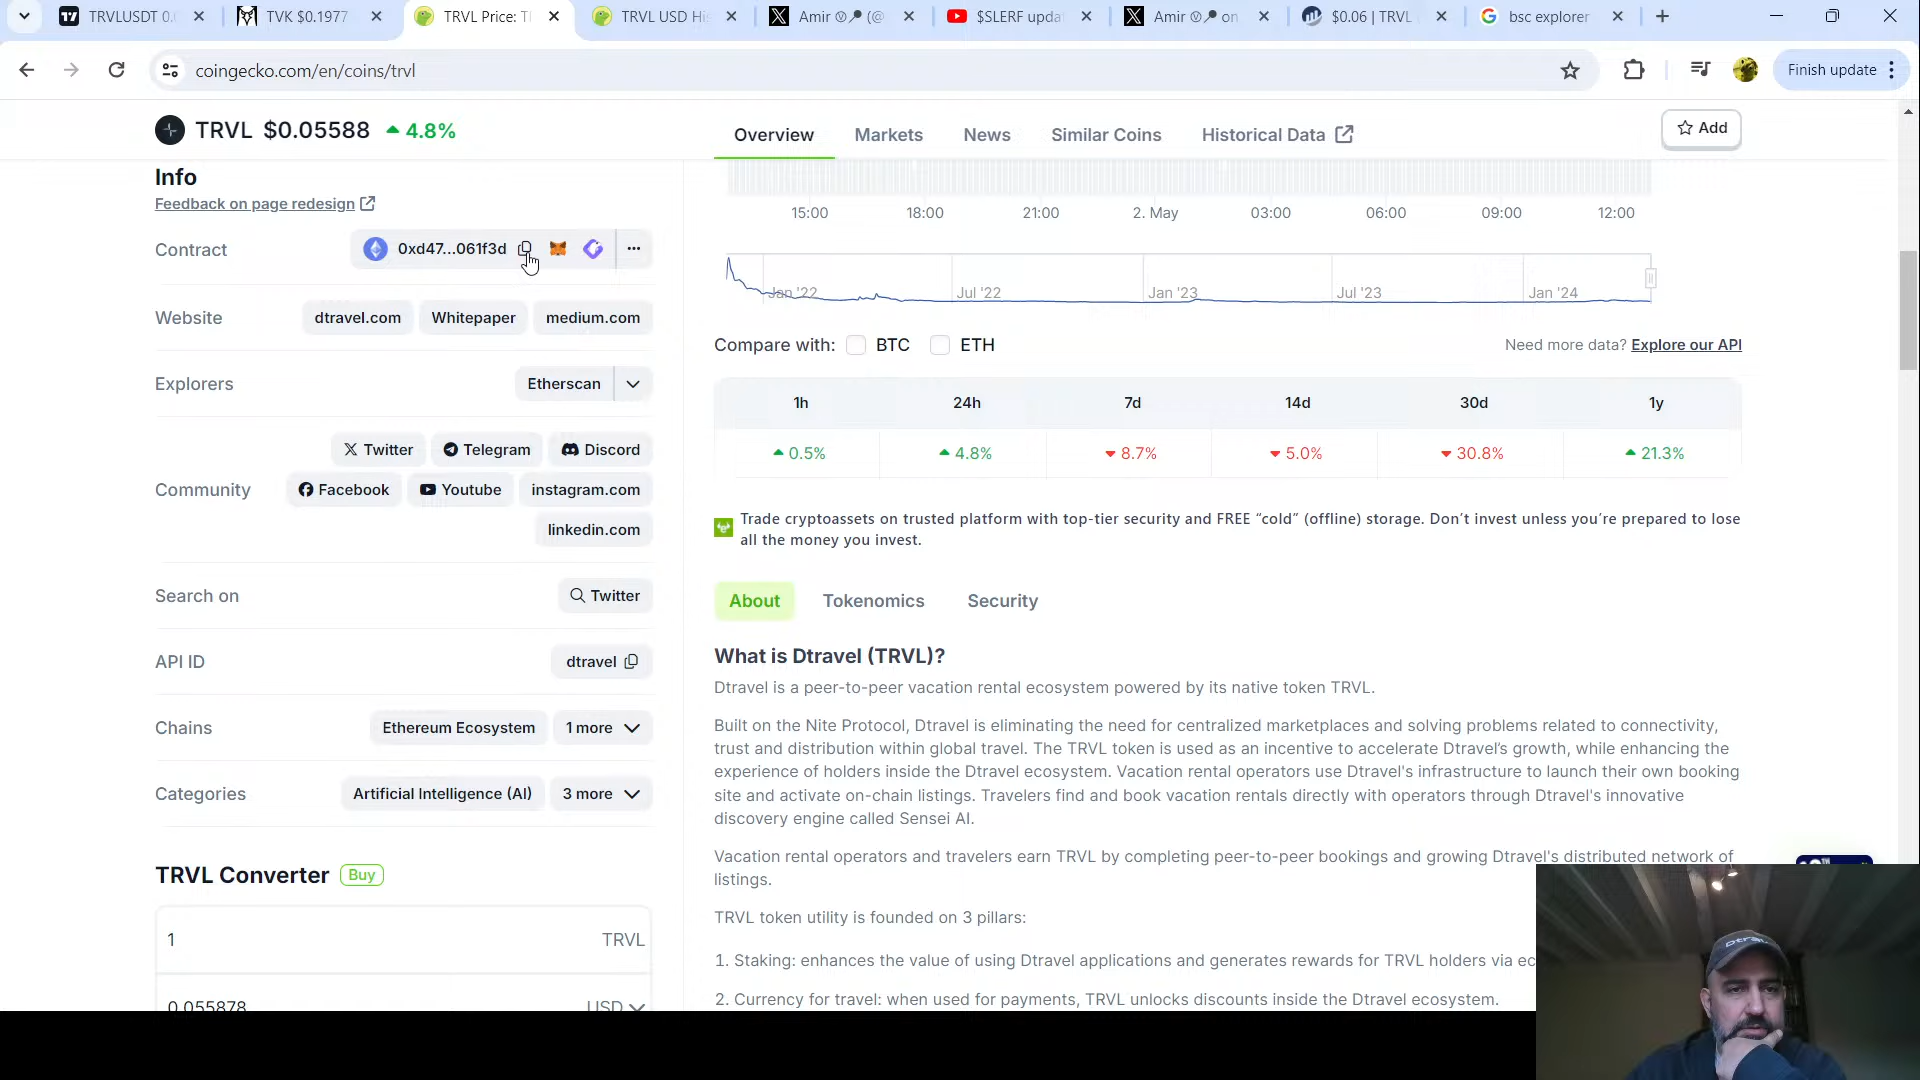 TRVLUSDT 0.
TVK $0.1977
TRVL Price: T
TRVL USD His
Amir
$SLERF upda
Amir
on
$0.06 | TRVL
bsc explorer
coingecko.com/en/coins/trvl
Finish update
TRVL $0.05588 4.8%
Overview
Markets
News
Similar Coins
Historical Data
Add
Info
Feedback on page redesign
Contract
0xd47...061f3d
Website
dtravel.com
Whitepaper
medium.com
Explorers
Etherscan
Community
Twitter
Telegram
Discord
Facebook
Youtube
instagram.com
linkedin.com
Search on
Twitter
API ID
dtravel
Chains
Ethereum Ecosystem
1 more
Categories
Artificial Intelligence (AI)
3 more
TRVL Converter
Buy
1
TRVL
0.055878
USD
15:00
18:00
21:00
2. May
03:00
06:00
09:00
12:00
Jan '22
Jul '22
Jan '23
Jul '23
Jan '24
Compare with:
BTC
ETH
Need more data? Explore our API
1h
24h
7d
14d
30d
1y
0.5%
4.8%
8.7%
5.0%
30.8%
21.3%
Trade cryptoassets on trusted platform with top-tier security and FREE “cold” (offline) storage. Don’t invest unless you’re prepared to lose
all the money you invest.
About
Tokenomics
Security
What is Dtravel (TRVL)?
Dtravel is a peer-to-peer vacation rental ecosystem powered by its native token TRVL.
Built on the Nite Protocol, Dtravel is eliminating the need for centralized marketplaces and solving problems related to connectivity,
trust and distribution within global travel. The TRVL token is used as an incentive to accelerate Dtravel’s growth, while enhancing the
experience of holders inside the Dtravel ecosystem. Vacation rental operators use Dtravel's infrastructure to launch their own booking
site and activate on-chain listings. Travelers find and book vacation rentals directly with operators through Dtravel's innovative
discovery engine called Sensei AI.
Vacation rental operators and travelers earn TRVL by completing peer-to-peer bookings and growing Dtravel's distributed network of
listings.
TRVL token utility is founded on 3 pillars:
1. Staking: enhances the value of using Dtravel applications and generates rewards for TRVL holders via ec
2. Currency for travel: when used for payments, TRVL unlocks discounts inside the Dtravel ecosystem.